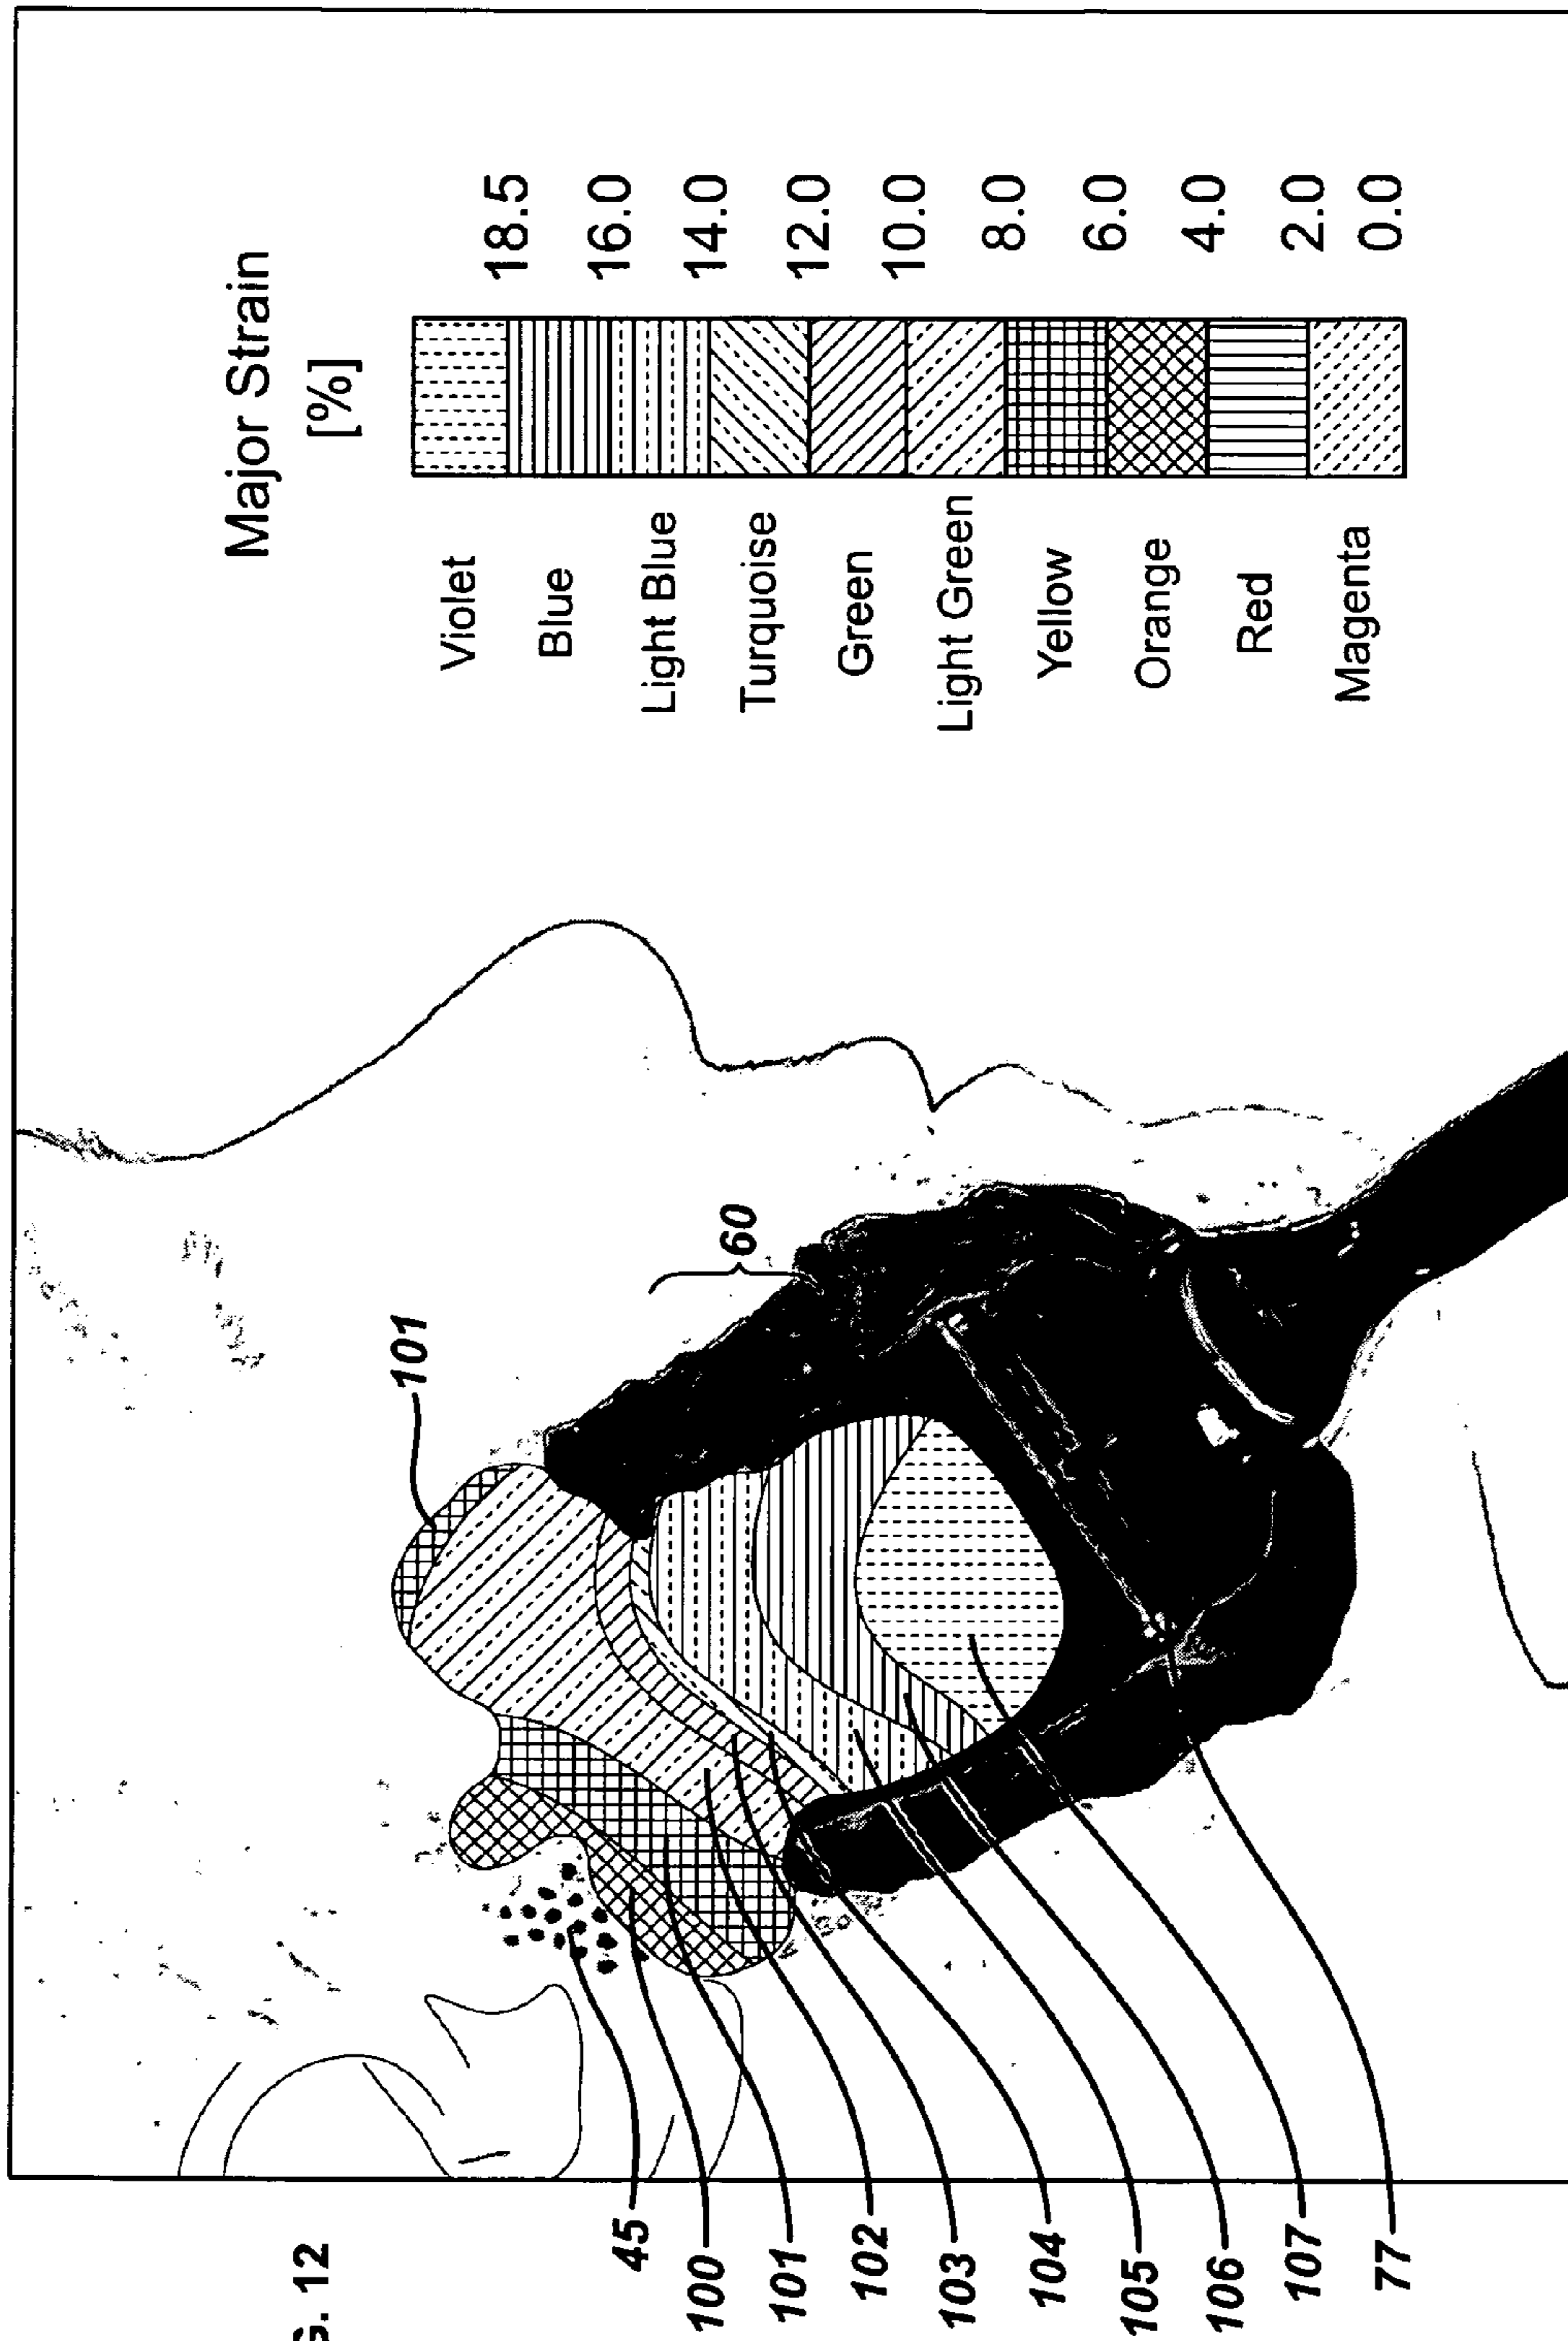 G. 12
Major Strain
[%]
Violet
Blue
Light Blue
Turquoise
Green
Light Green
Yellow
Orange
Red
Magenta
18.5
16.0
14.0
12.0
10.0
8.0
6.0
4.0
2.0
0.0
101
60
45
100
101
102
103
104
105
106
107
77